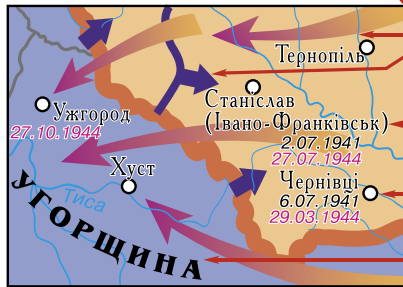 Тернопіль
Станіслав
(Івано-Франківськ)
2.07.1941
27.07.1944
Ужгород
27.10.1944
Хуст
Чернівці
6.07.1941
29.03.1944
Тиса
УГОРЩИНА